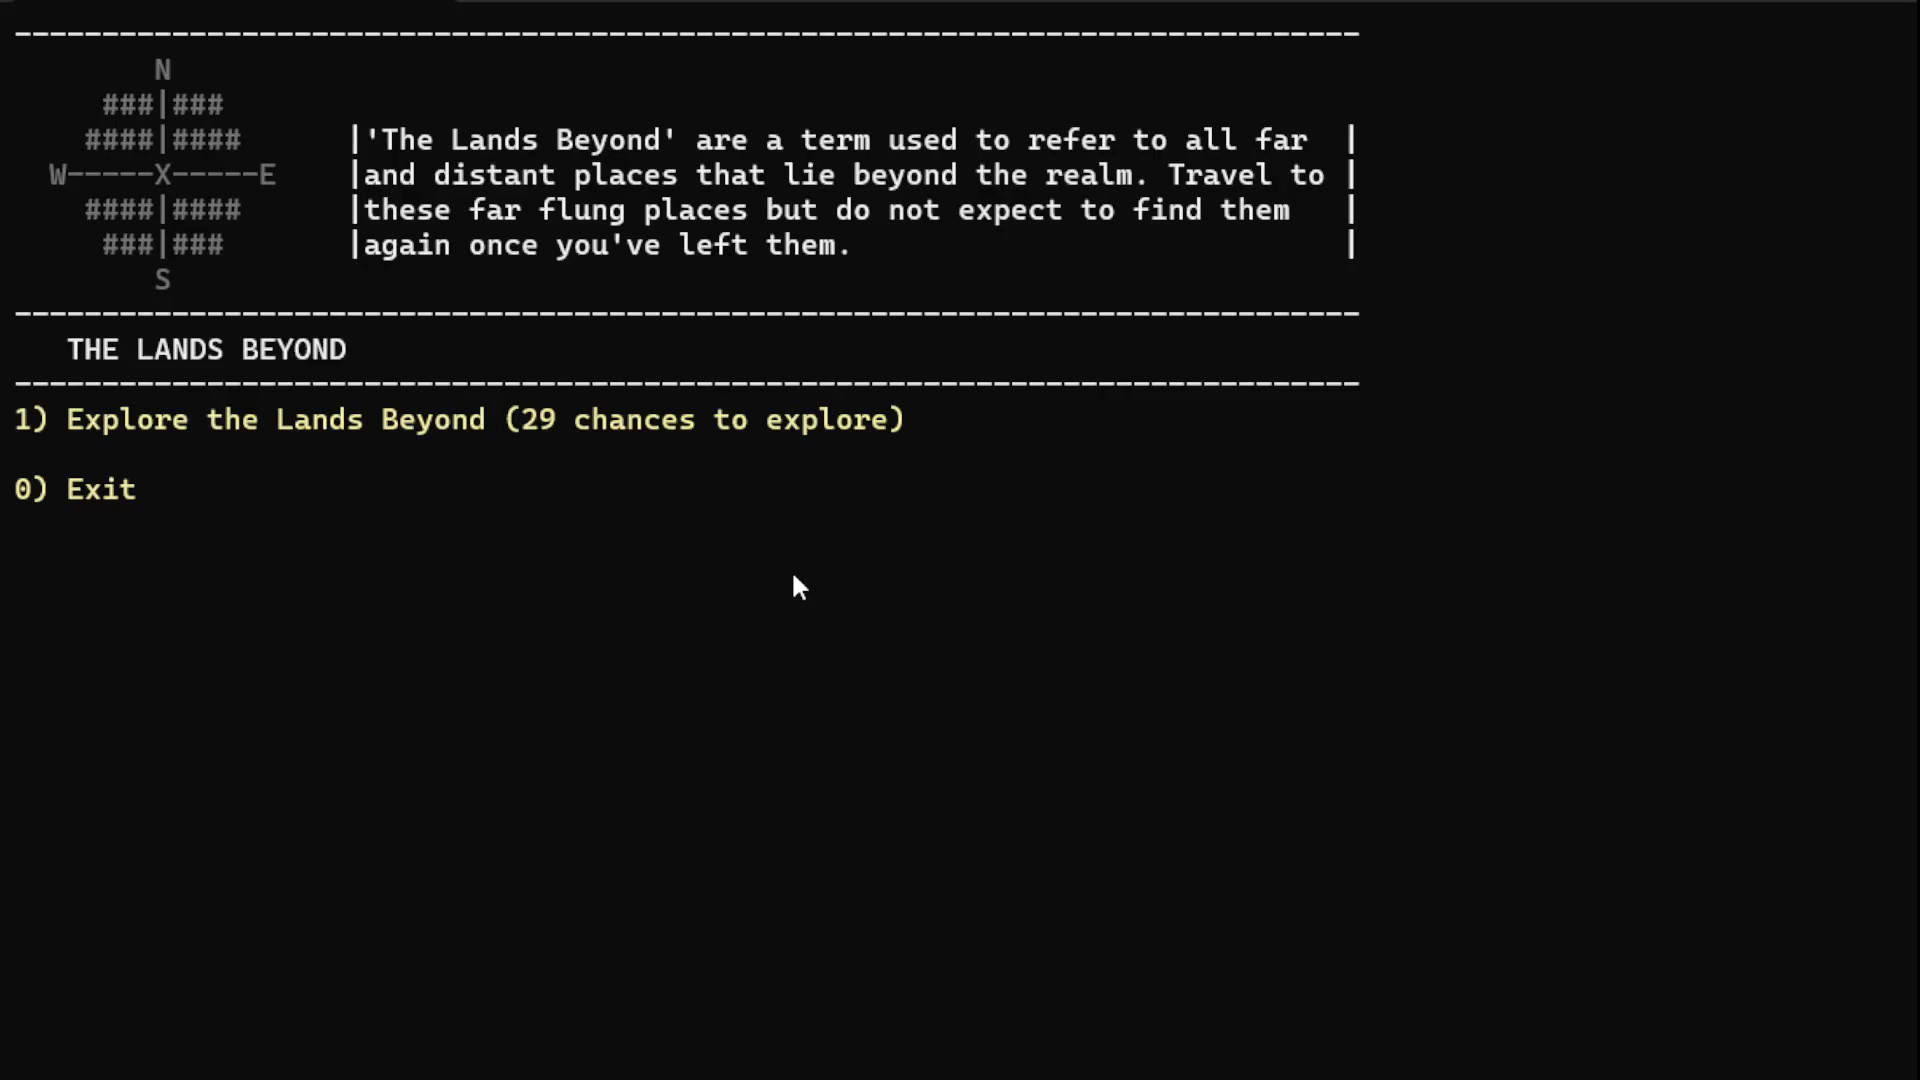 --------------------------------------------------------------------------------
N
###|###
####|#### |'The Lands Beyond' are a term used to refer to all far |
W-----X-----E |and distant places that lie beyond the realm. Travel to |
####|#### |these far flung places but do not expect to find them |
###|### |again once you've left them. |
S
--------------------------------------------------------------------------------
THE LANDS BEYOND
--------------------------------------------------------------------------------
1) Explore the Lands Beyond (29 chances to explore)
0) Exit